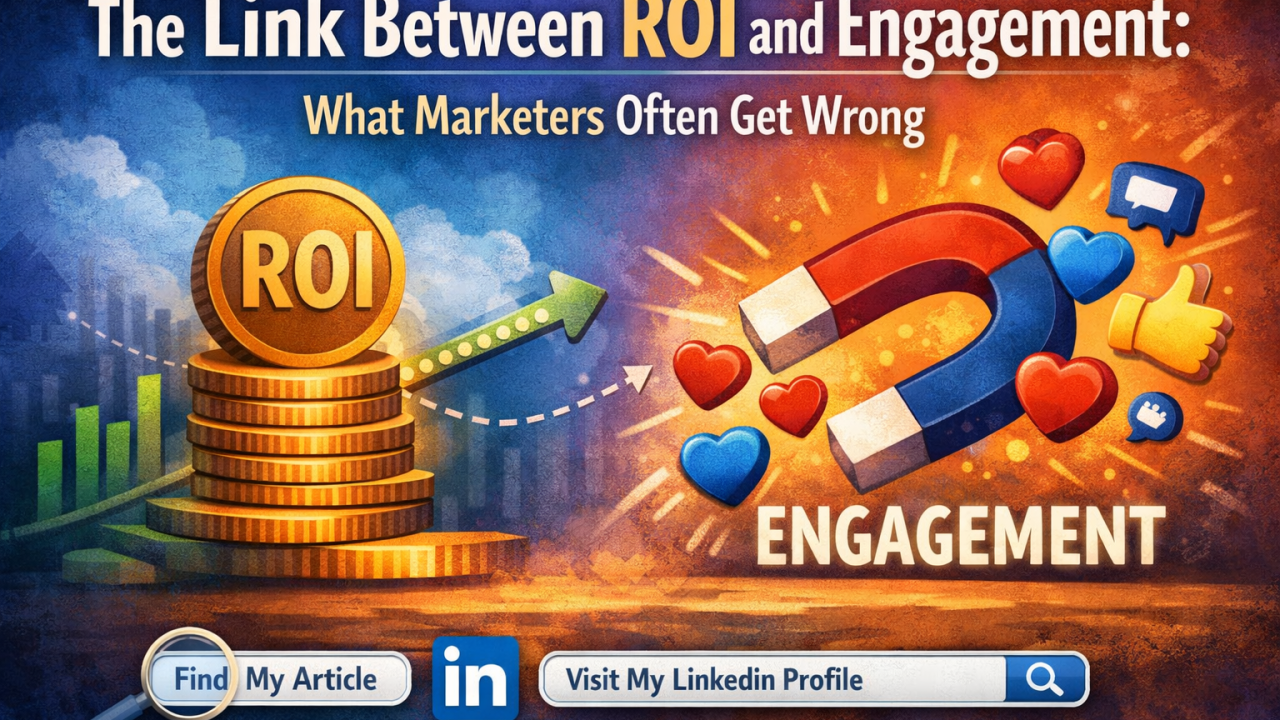 The Link Between ROI and Engagement:
What Marketers Often Get Wrong
ROI
ENGAGEMENT
Find My Article
in
Visit My Linkedin Profile